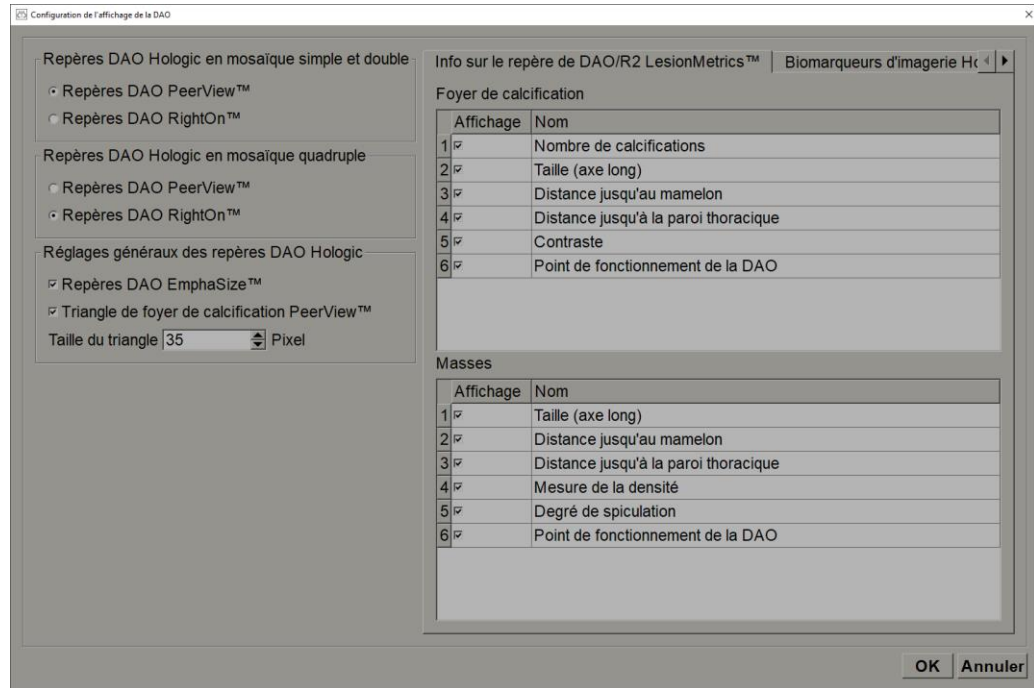 Configuration de l'affichage de la DAO
Repères DAO Hologic en mosaïque simple et double
Repères DAO PeerView™
Repères DAO RightOn™
Repères DAO Hologic en mosaïque quadruple
Repères DAO PeerView™
Repères DAO RightOn™
Réglages généraux des repères DAO Hologic
Repères DAO EmphaSize™
Triangle de foyer de calcification PeerView™
Taille du triangle 35 Pixel
Info sur le repère de DAO/R2 LesionMetrics™ Biomarqueurs d'imagerie
Foyer de calcification
Affichage Nom
1 Nombre de calcifications
2 Taille (axe long)
3 Distance jusqu'au mamelon
4 Distance jusqu'à la paroi thoracique
5 Contraste
6 Point de fonctionnement de la DAO
Masses
Affichage Nom
1 Taille (axe long)
2 Distance jusqu'au mamelon
3 Distance jusqu'à la paroi thoracique
4 Mesure de la densité
5 Degré de spiculation
6 Point de fonctionnement de la DAO
OK Annuler